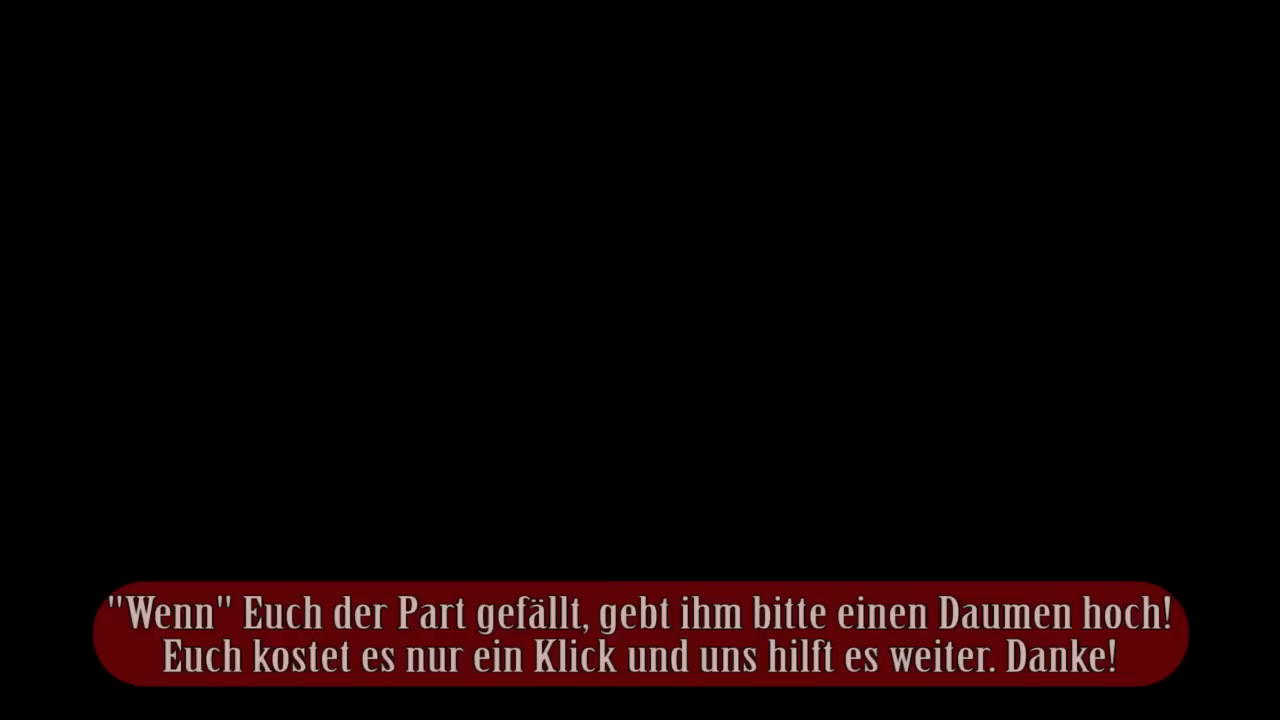 "Wenn" Euch der Part gefällt, gebt ihm bitte einen Daumen hoch!
Euch kostet es nur ein Klick und uns hilft es weiter. Danke!